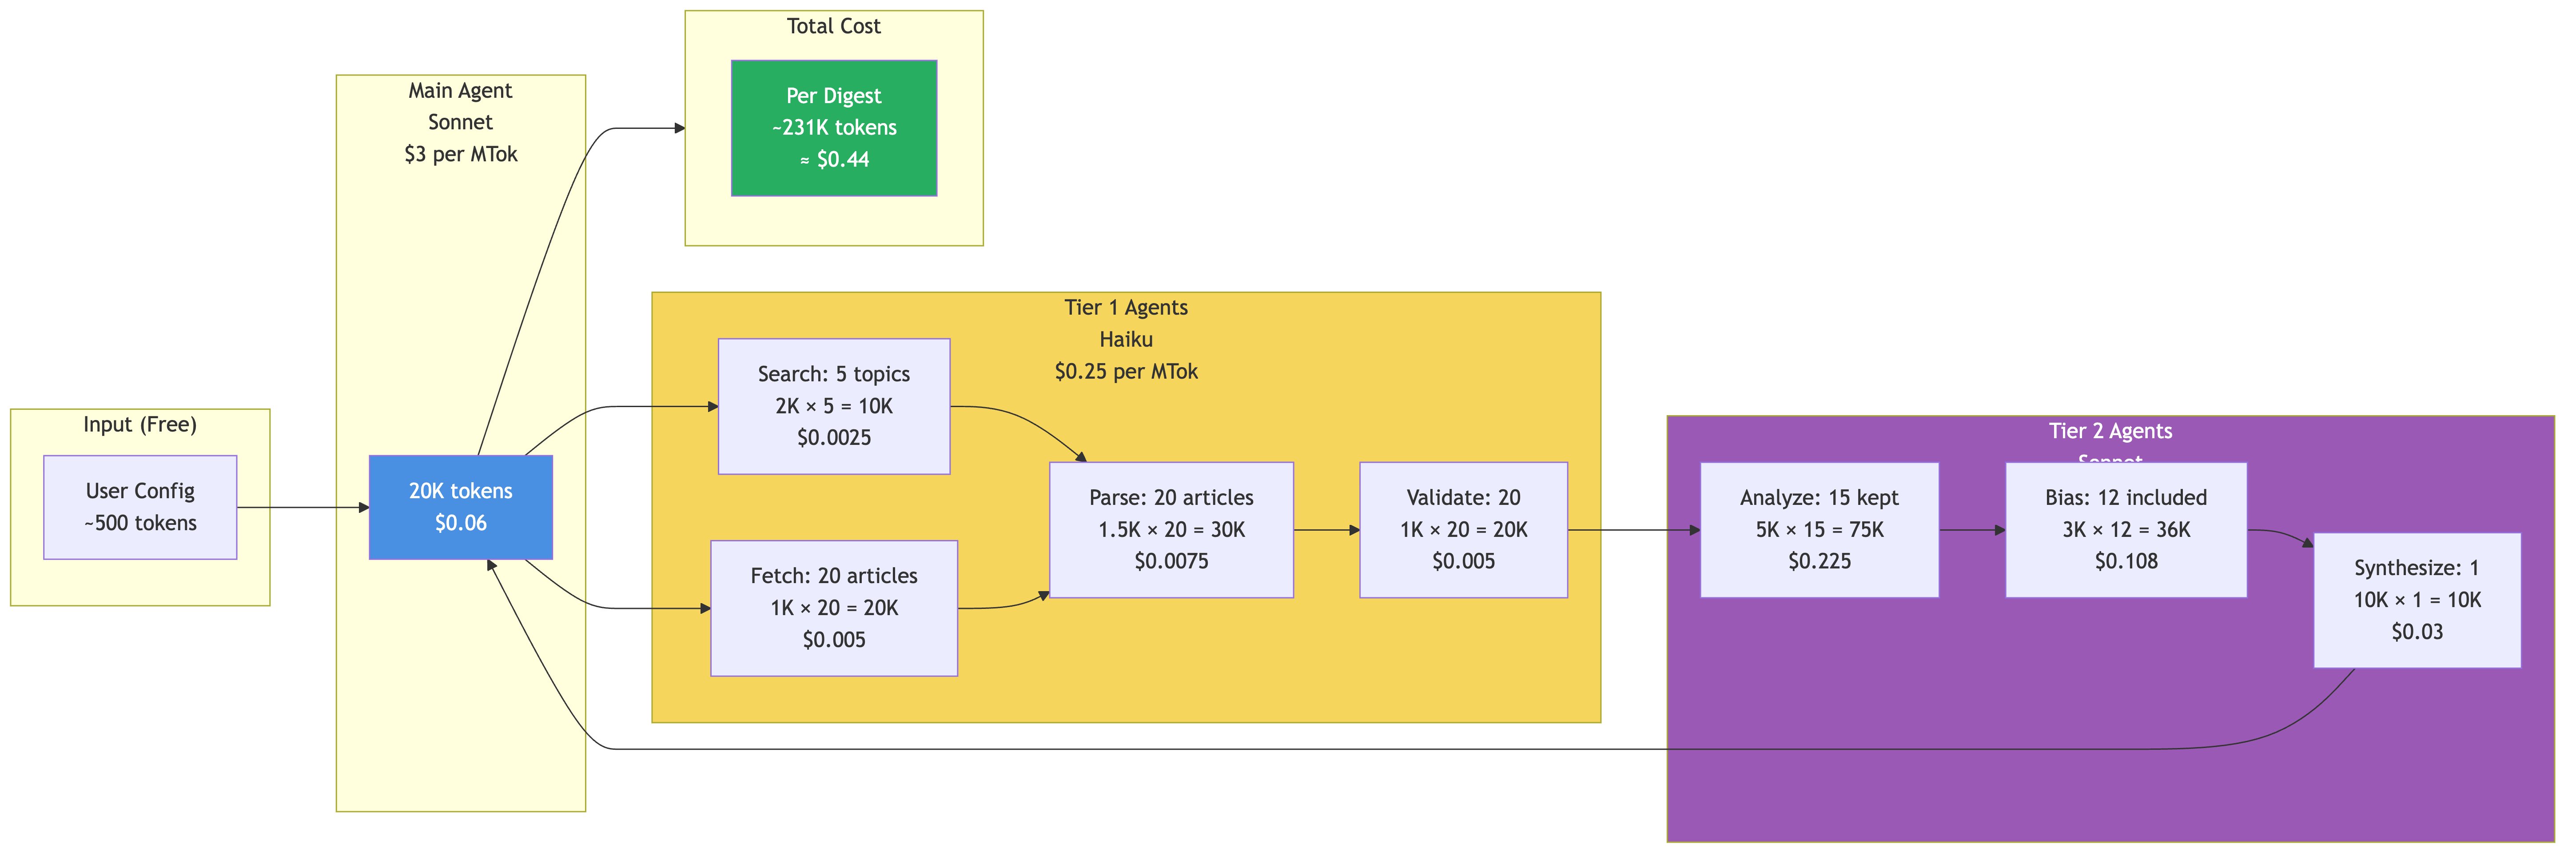 Total Cost
Per Digest
~231K tokens
≈ $0.44
Main Agent
Sonnet
$3 per MTok
20K tokens
$0.06
Input (Free)
User Config
~500 tokens
Tier 1 Agents
Haiku
$0.25 per MTok
Search: 5 topics
2K × 5 = 10K
$0.0025
Fetch: 20 articles
1K × 20 = 20K
$0.005
Parse: 20 articles
1.5K × 20 = 30K
$0.0075
Validate: 20
1K × 20 = 20K
$0.005
Tier 2 Agents
Sonnet
Analyze: 15 kept
5K × 15 = 75K
$0.225
Bias: 12 included
3K × 12 = 36K
$0.108
Synthesize: 1
10K × 1 = 10K
$0.03